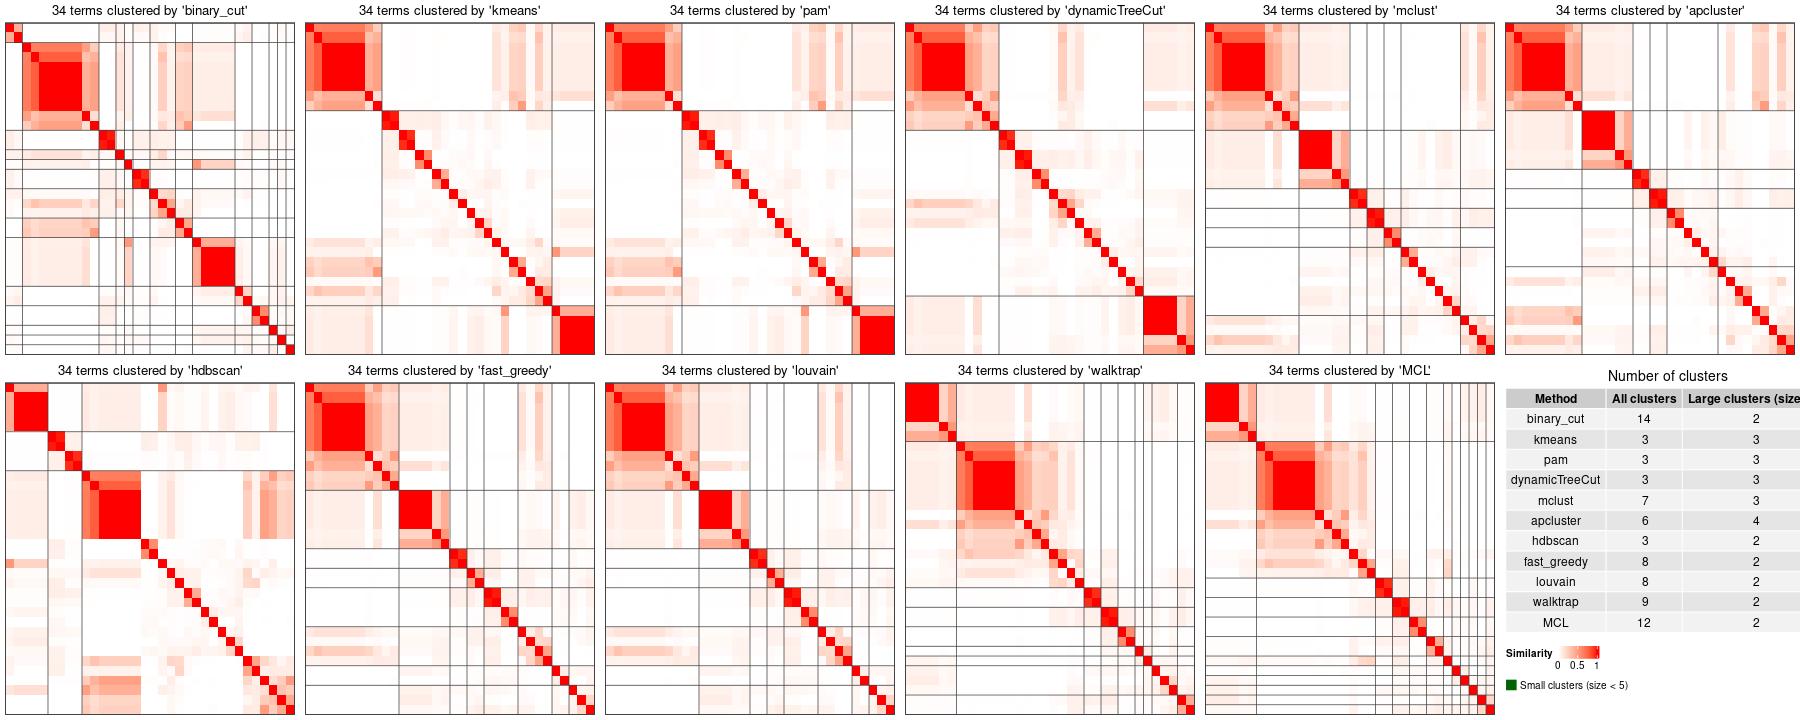 34 terms clustered by 'binary_cut'
34 terms clustered by 'kmeans'
34 terms clustered by 'pam'
34 terms clustered by 'dynamicTreeCut'
34 terms clustered by 'mclust'
34 terms clustered by 'apcluster'
34 terms clustered by 'hdbscan'
34 terms clustered by 'fast_greedy'
34 terms clustered by 'louvain'
34 terms clustered by 'walktrap'
34 terms clustered by 'MCL'
Number of clusters
Method All clusters Large clusters (size
binary_cut 14 2
kmeans 3 3
pam 3 3
dynamicTreeCut 3 3
mclust 7 3
apcluster 6 4
hdbscan 3 2
fast_greedy 8 2
louvain 8 2
walktrap 9 2
MCL 12 2
Similarity
0 0.5 1
Small clusters (size < 5)